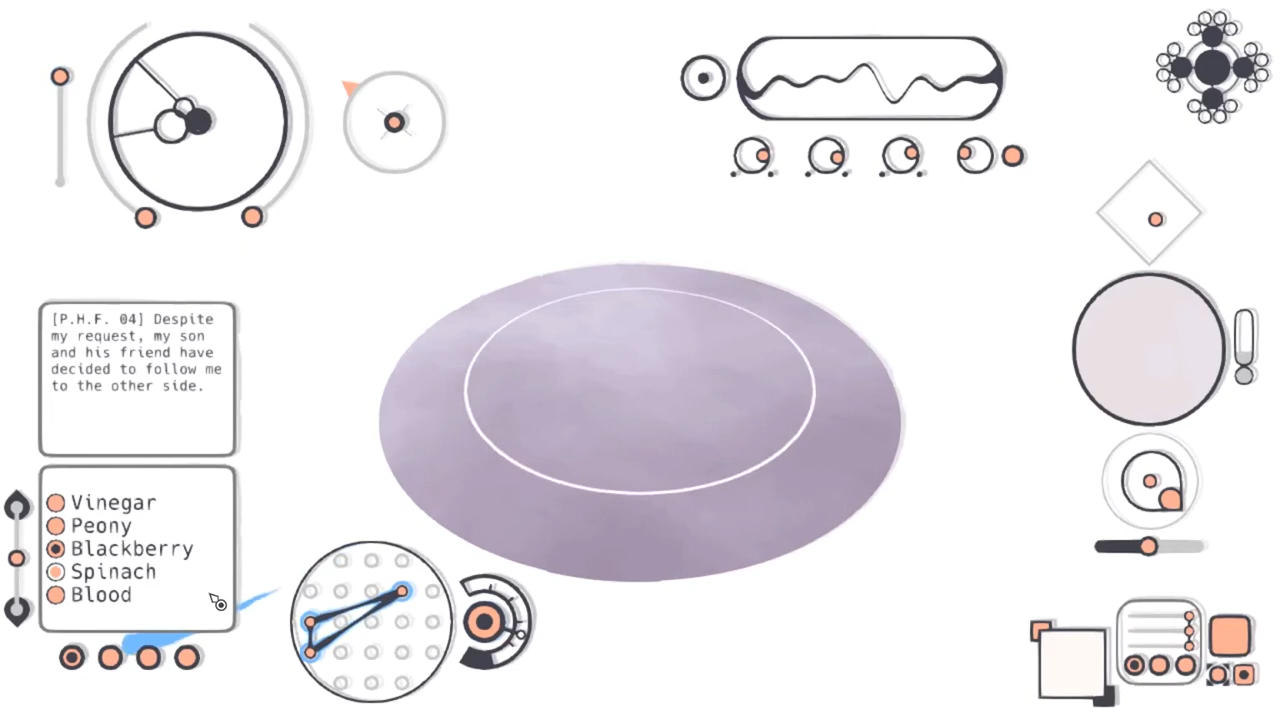 [P.H.F. 04] Despite
my request, my son
and his friend have
decided to follow me
to the other side.
Vinegar
Peony
Blackberry
Spinach
Blood